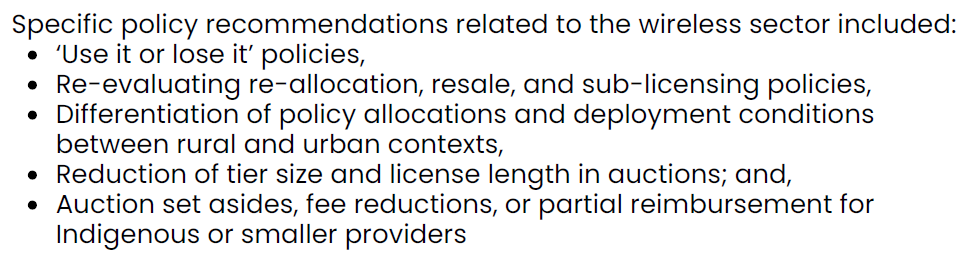 Specific policy recommendations related to the wireless sector included:
• ‘Use it or lose it’ policies,
• Re-evaluating re-allocation, resale, and sub-licensing policies,
• Differentiation of policy allocations and deployment conditions
between rural and urban contexts,
• Reduction of tier size and license length in auctions; and,
• Auction set asides, fee reductions, or partial reimbursement for
Indigenous or smaller providers